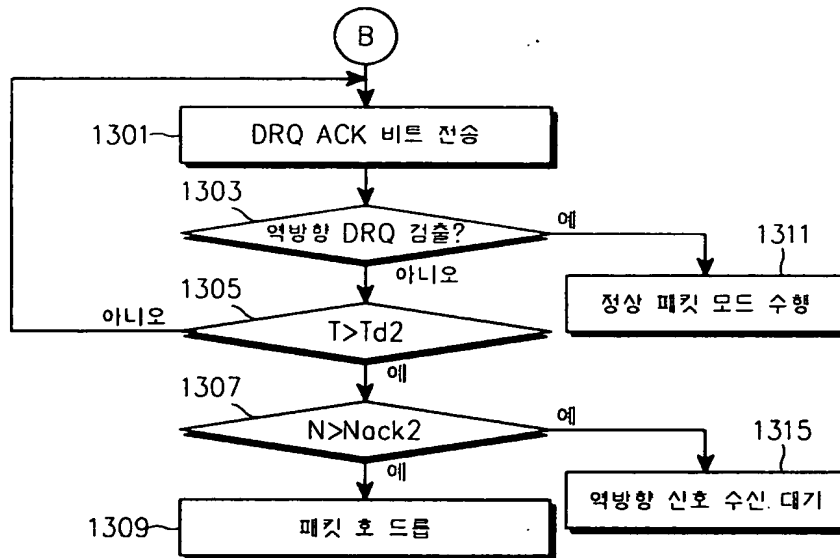 B
1301
DRQ ACK 비트 전송
1303
역방향 DRQ 검출?
예
1311
정상 패킷 모드 수행
아니오
1305
아니오
T>Td2
예
1307
N>Nack2
예
1315
역방향 신호 수신 대기
예
1309
패킷 호 드롭